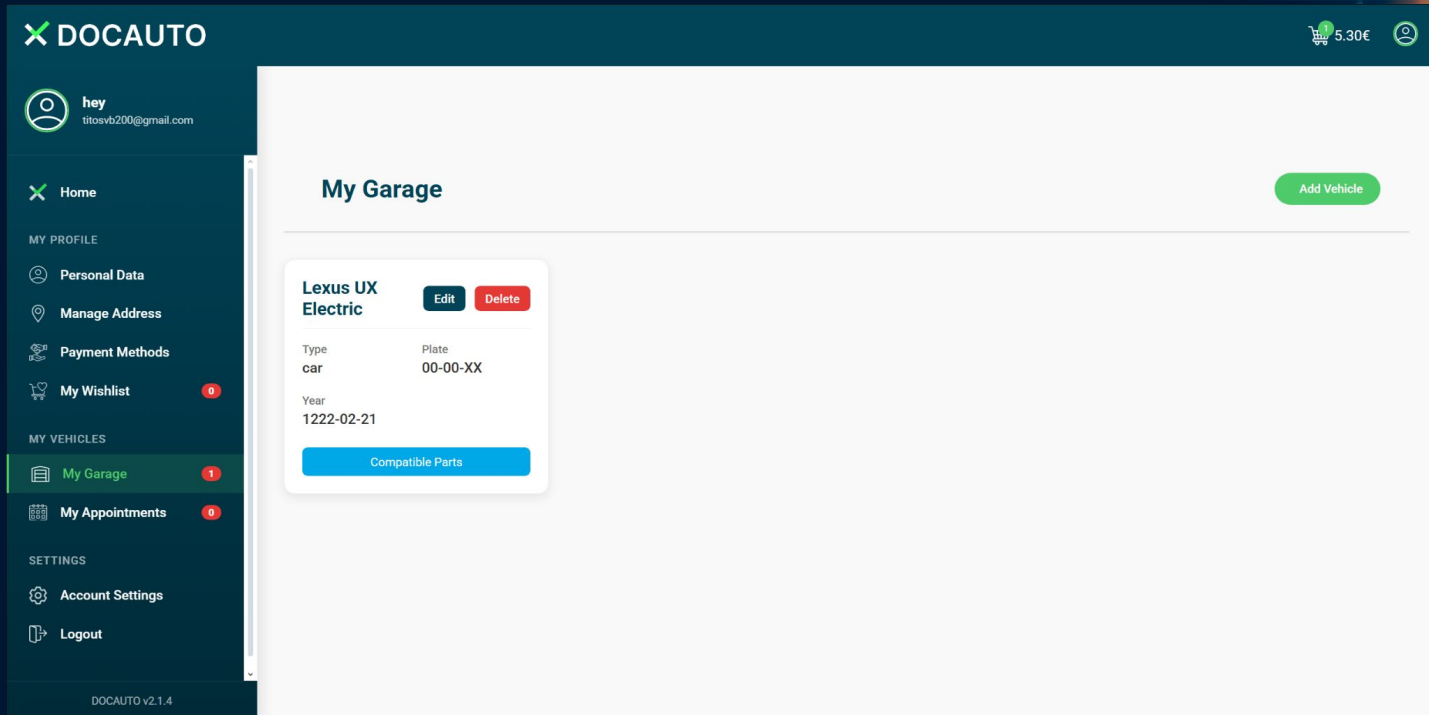 DOCAUTO
1
5.30€
hey
titosvb200@gmail.com
Home
MY PROFILE
Personal Data
Manage Address
Payment Methods
My Wishlist 0
MY VEHICLES
My Garage 1
My Appointments 0
SETTINGS
Account Settings
Logout
DOCAUTO v2.1.4
My Garage
Add Vehicle
Lexus UX
Electric
Edit Delete
Type Plate
car 00-00-XX
Year
1222-02-21
Compatible Parts